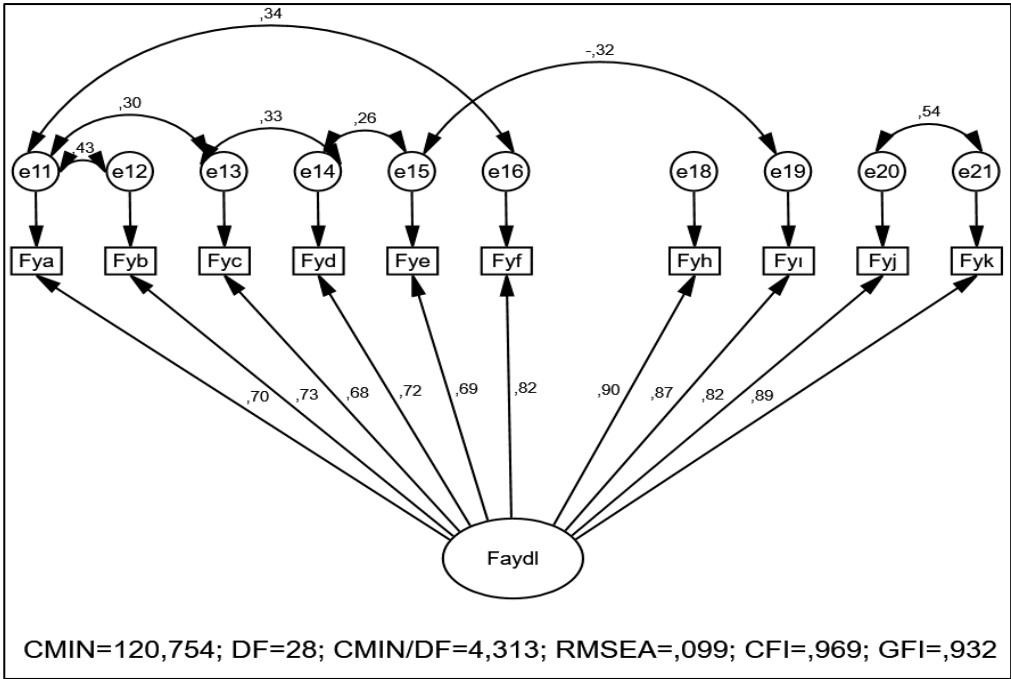 ,34
-,32
,30
,33
,26
,54
,43
e11 e12 e13 e14 e15 e16 e18 e19 e20 e21
Fya Fyb Fyc Fyd Fye Fyf Fyh Fyı Fyj Fyk
,70 ,73 ,68 ,72 ,69 ,82 ,90 ,87 ,82 ,89
Faydl
CMIN=120,754; DF=28; CMIN/DF=4,313; RMSEA=,099; CFI=,969; GFI=,932